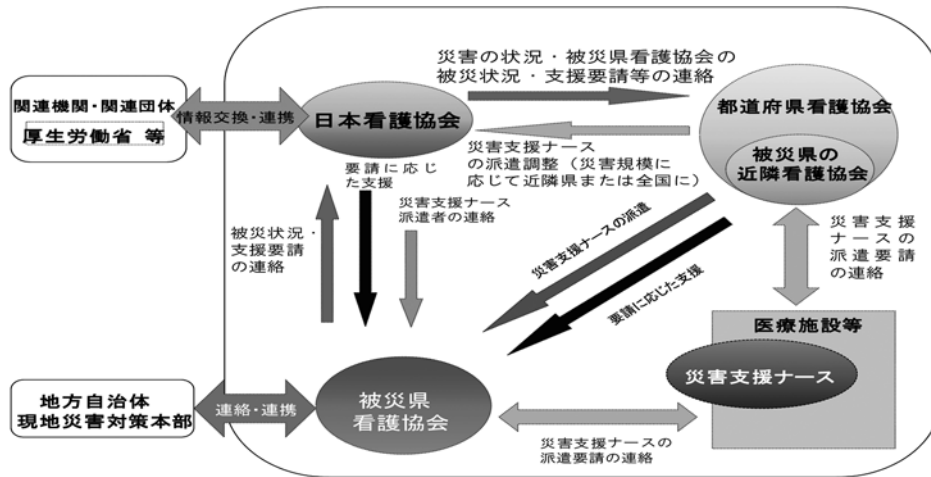 災害の状況・被災県看護協会の
被災状況・支援要請等の連絡
関連機関・関連団体
厚生労働省 等
情報交換・連携
日本看護協会
都道府県看護協会
被災県の
近隣看護協会
災害支援ナース
の派遣調整（災害規模に
応じて近隣県または全国に）
要請に応じ
た支援
災害支援ナース
派遣者の連絡
被災状況・
支援要請
の連絡
災害支援ナースの派遣
要請に応じた支援
災害支援
ナースの
派遣要請
の連絡
医療施設等
災害支援ナース
地方自治体
現地災害対策本部
連絡・連携
被災県
看護協会
災害支援ナースの
派遣要請の連絡